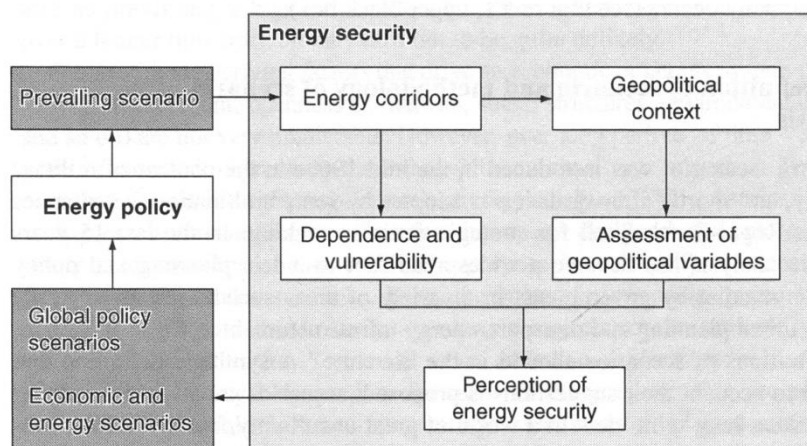 Energy security
Prevailing scenario
Energy corridors
Geopolitical
context
Energy policy
Dependence and
vulnerability
Assessment of
geopolitical variables
Global policy
scenarios
Economic and
energy scenarios
Perception of
energy security